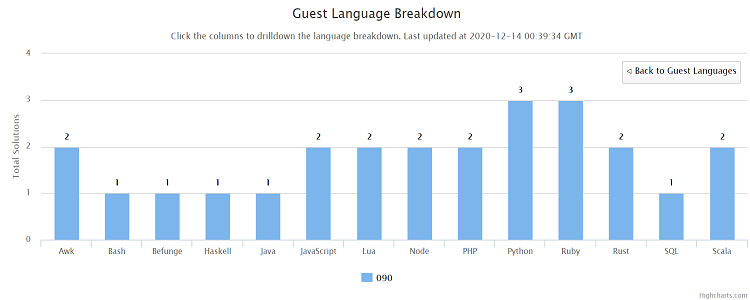 Guest Language Breakdown
Click the columns to drilldown the language breakdown. Last updated at 2020-12-14 00:39:34 GMT
◁ Back to Guest Languages
Total Solutions
4
3
2
1
0
2 1 1 1 1 2 2 2 2 3 3 2 1 2
Awk Bash Befunge Haskell Java JavaScript Lua Node PHP Python Ruby Rust SQL Scala
090
Highcharts.com